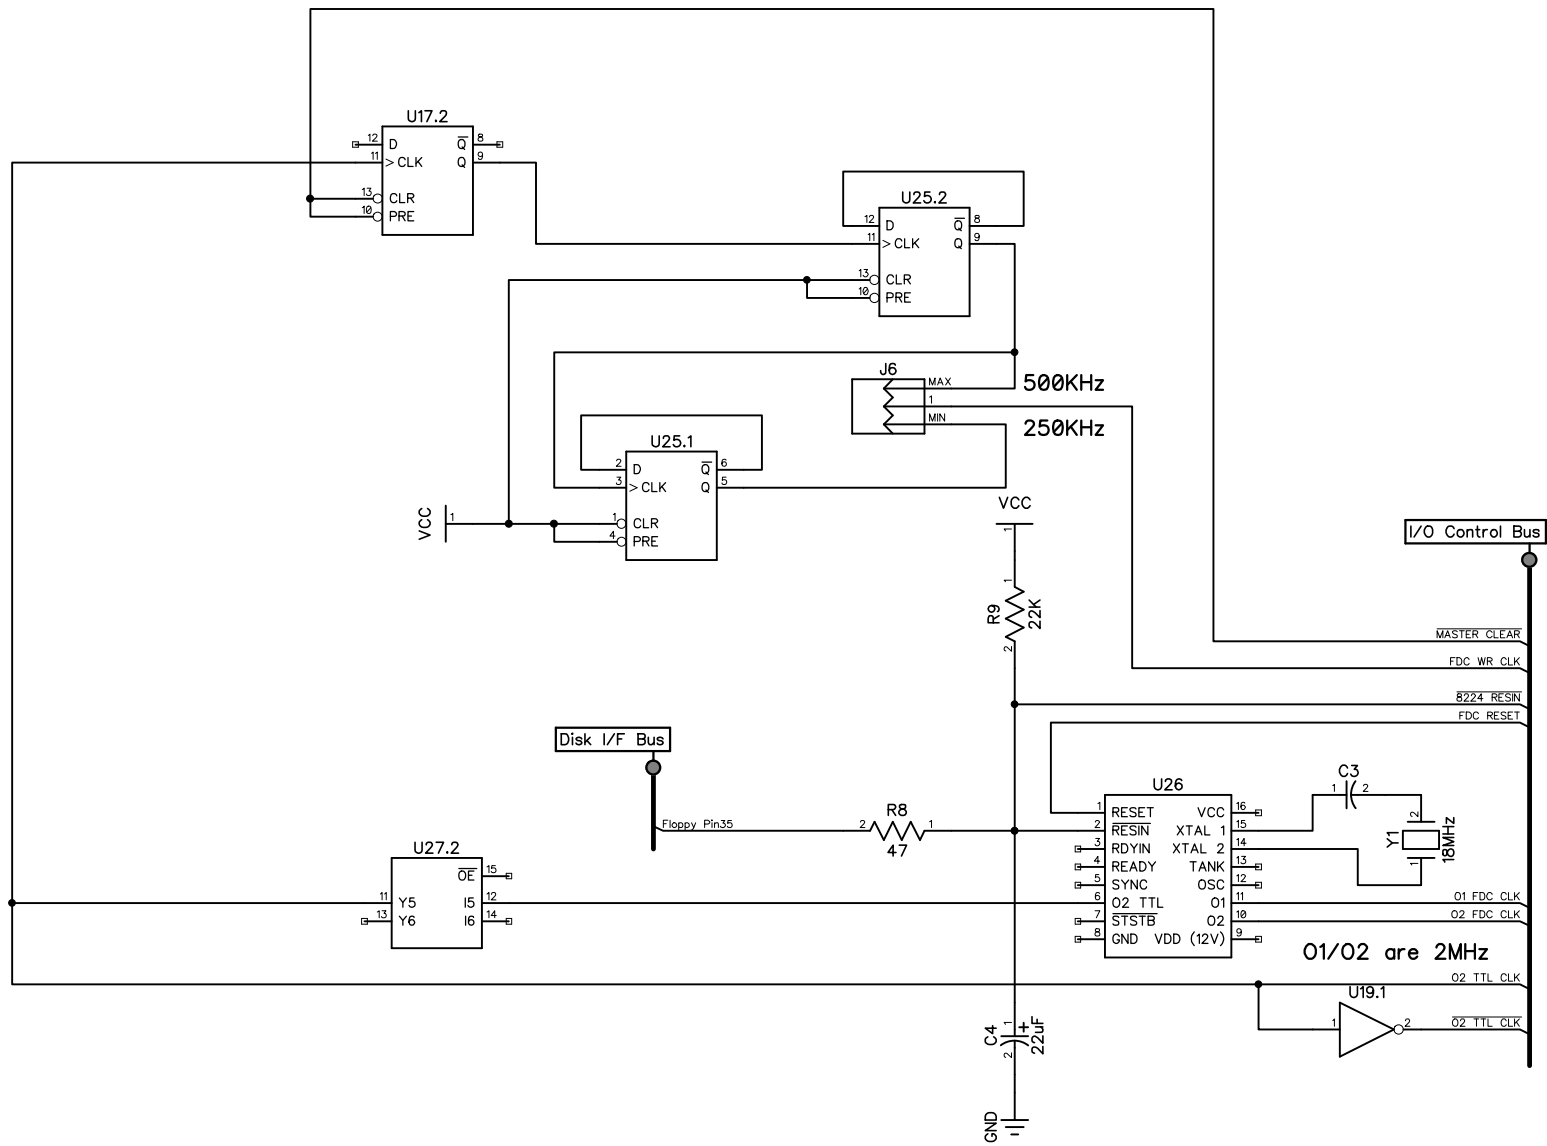 U17.2
12 D Q 8
11 >CLK Q 9
13 CLR
10 PRE
U25.2
12 D Q 8
11 >CLK Q 9
13 CLR
10 PRE
J6
MAX 500KHz
1
MIN 250KHz
U25.1
2 D Q 6
3 >CLK Q 5
1 CLR
4 PRE
VCC 1
VCC
1
1
R9 22K
2
I/O Control Bus
MASTER CLEAR
FDC WR CLK
8224 RESIN
FDC RESET
Disk I/F Bus
Floppy Pin35
R8
2 1
47
U26
1 RESET VCC 16
2 RESIN XTAL 1 15
3 RDYIN XTAL 2 14
4 READY TANK 13
5 SYNC OSC 12
6 O2 TTL O1 11
7 STSTB O2 10
8 GND VDD (12V) 9
C3
1 2
2
Y1 18MHz
1
U27.2
OE 15
11 Y5 I5 12
13 Y6 I6 14
O1 FDC CLK
O2 FDC CLK
O1/O2 are 2MHz
O2 TTL CLK
U19.1
1 2
O2 TTL CLK
1 +
C4 22uF
2
GND